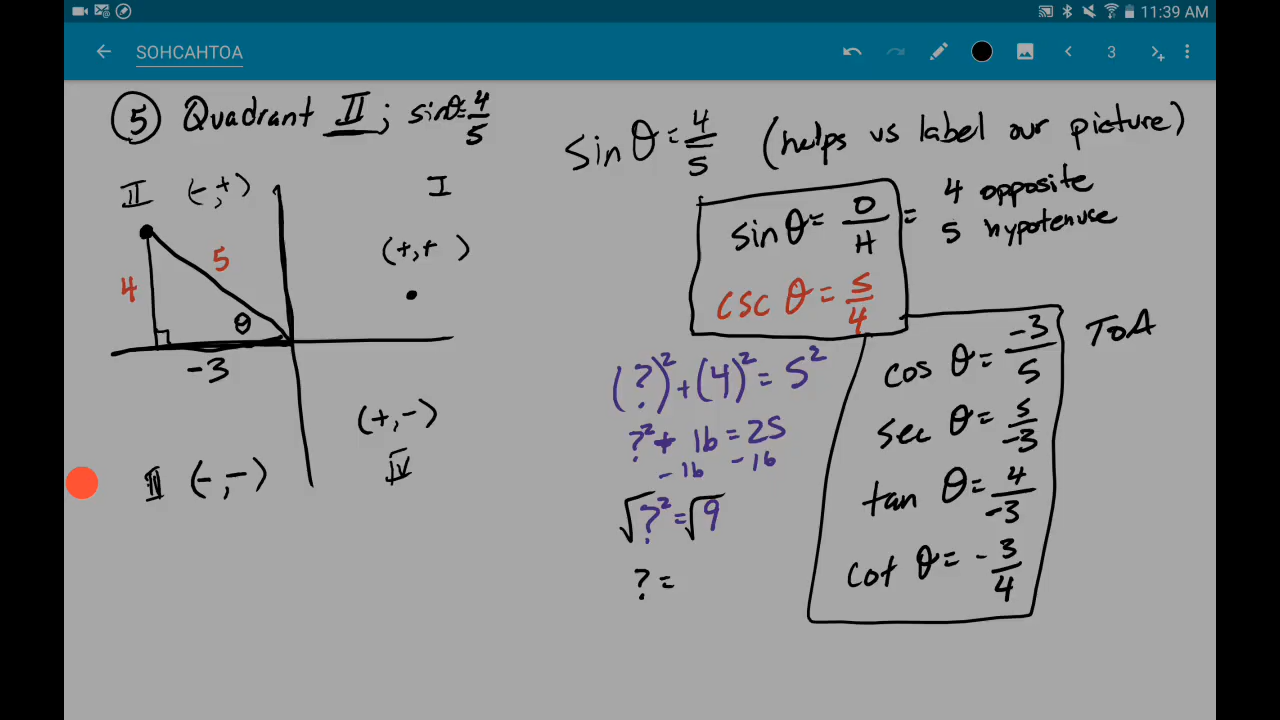 11:39 AM
SOHCAHTOA
3
⑤ Quadrant II; sinθ=4/5
II (-,+)
I
(+,+)
5
4
θ
-3
(+,-)
IV
III (-,-)
sin θ = 4/5 (helps us label our picture)
sin θ = O/H = 4 opposite
5 hypotenuse
csc θ = 5/4
(?)² + (4)² = 5²
?² + 16 = 25
-16 -16
√?² = √9
? =
cos θ = -3/5
TOA
sec θ = 5/-3
tan θ = 4/-3
cot θ = -3/4